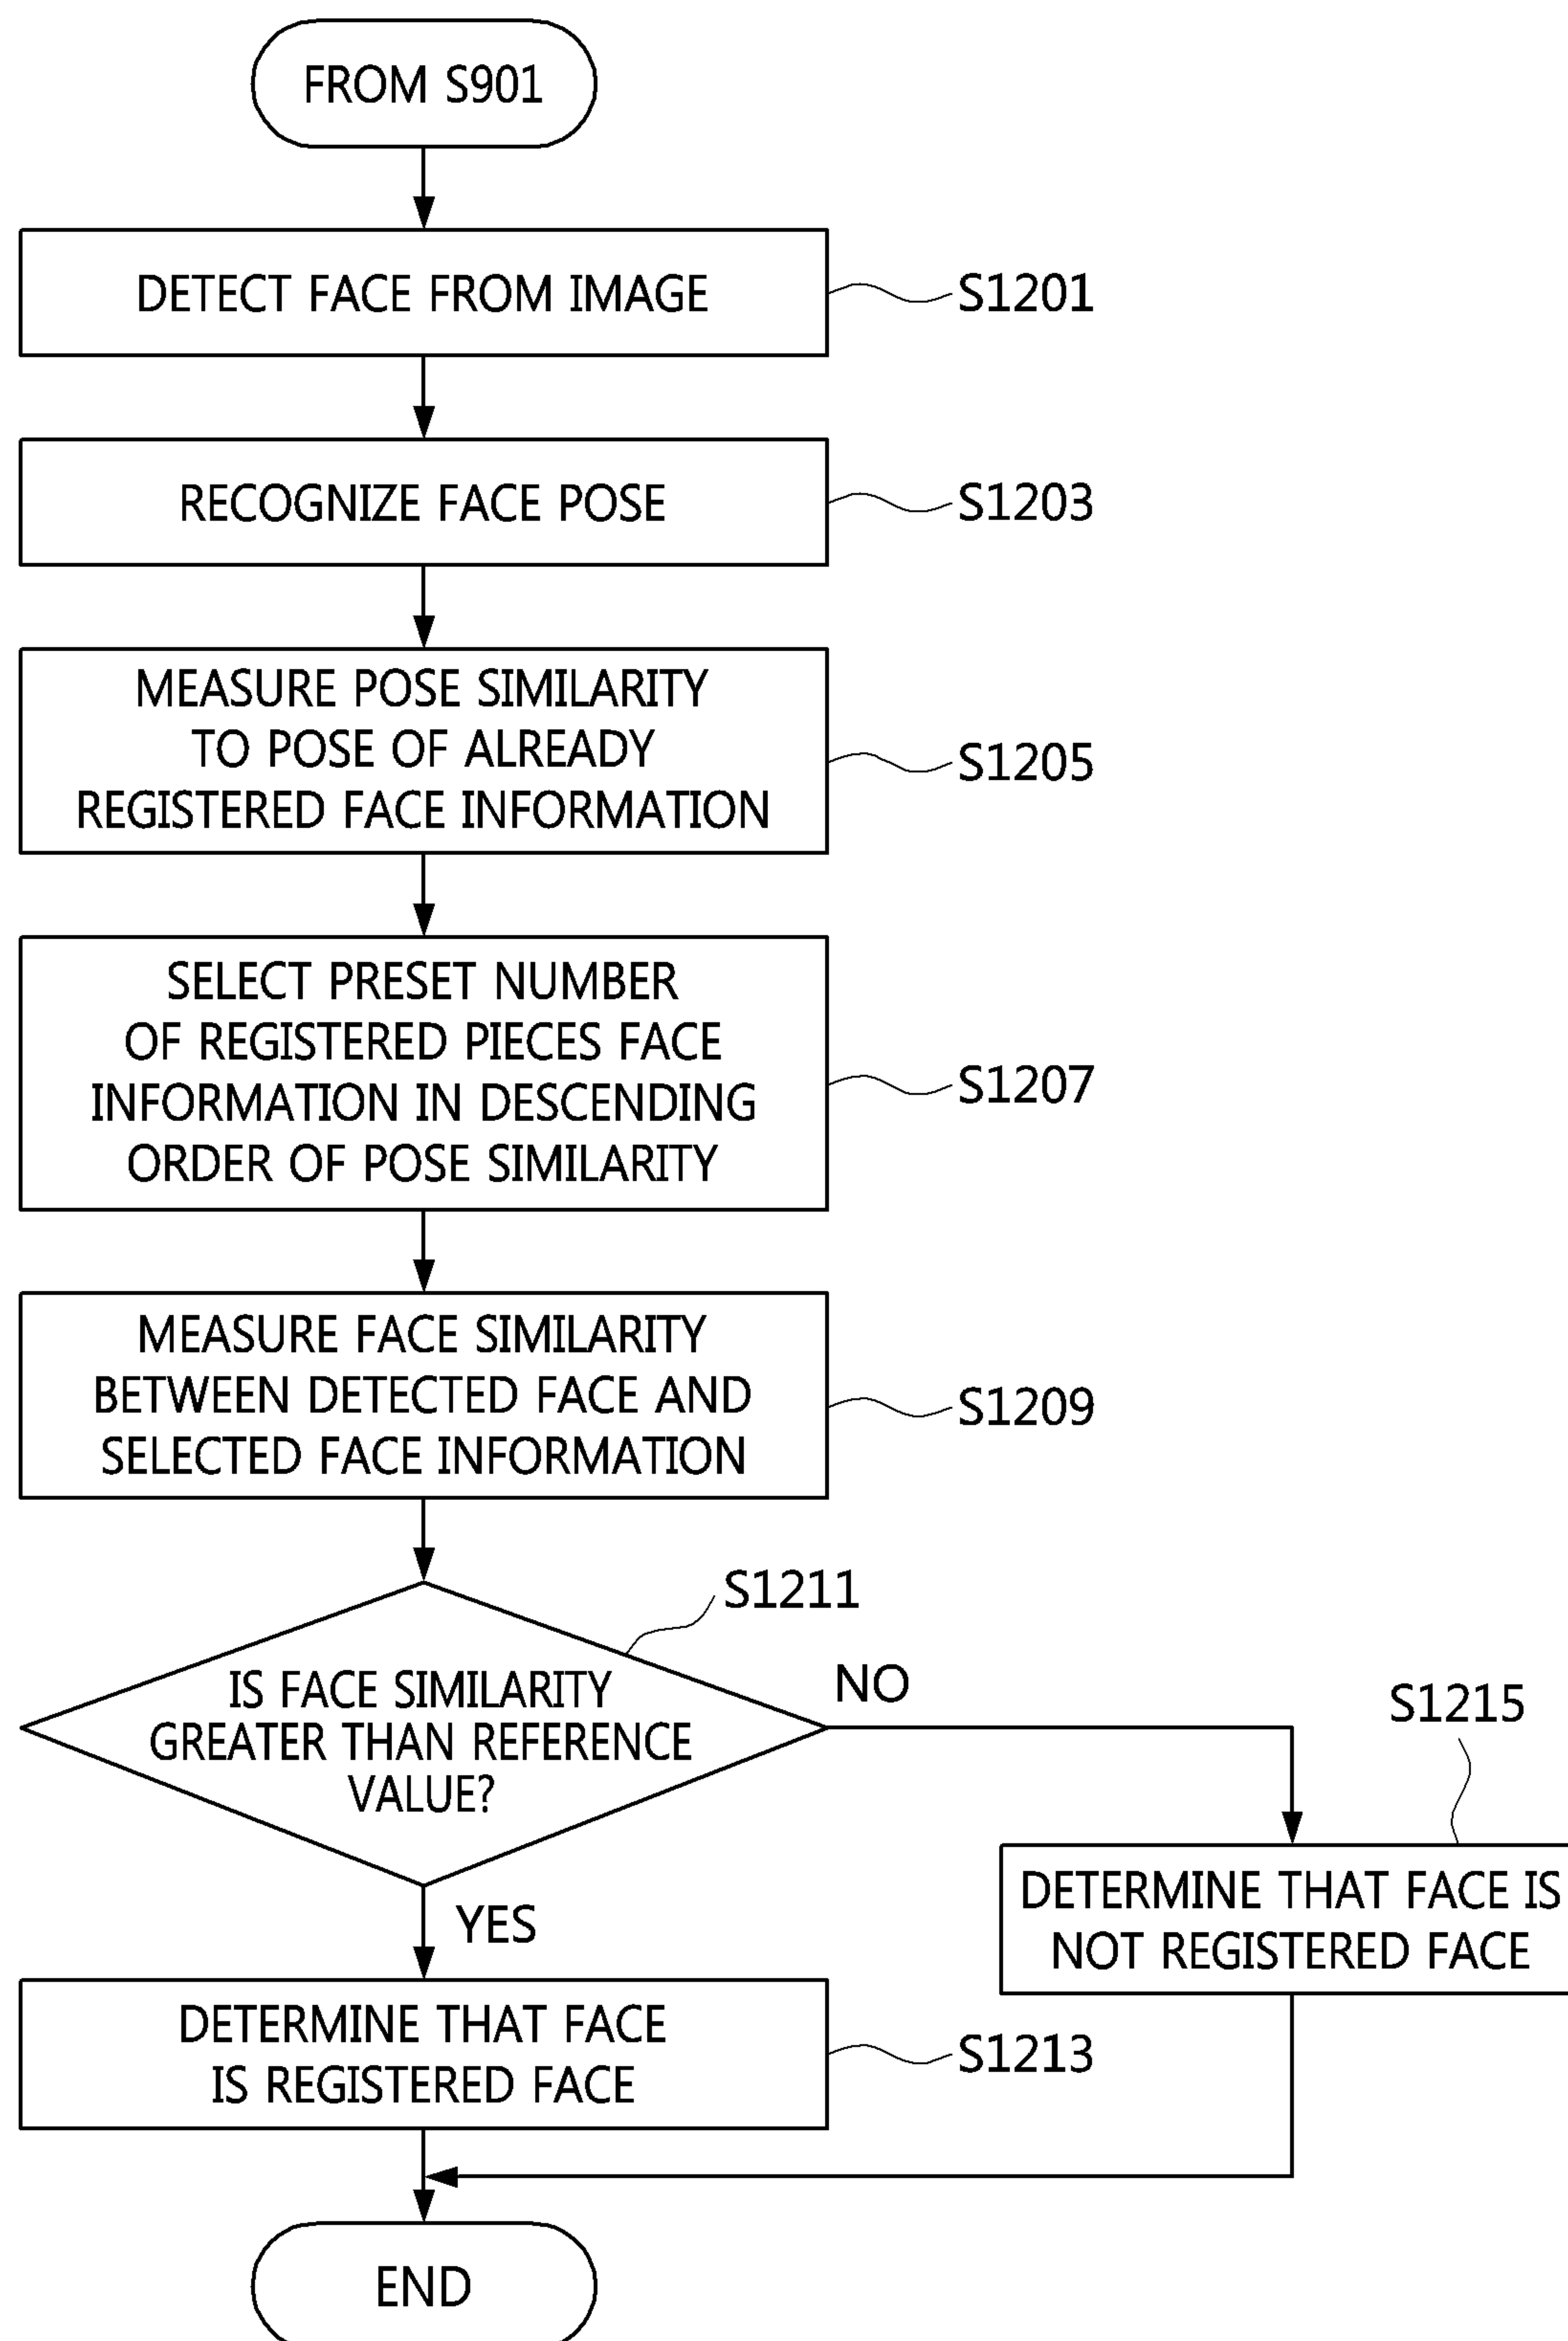 FROM S901
DETECT FACE FROM IMAGE
S1201
RECOGNIZE FACE POSE
S1203
MEASURE POSE SIMILARITY
TO POSE OF ALREADY
REGISTERED FACE INFORMATION
S1205
SELECT PRESET NUMBER
OF REGISTERED PIECES FACE
INFORMATION IN DESCENDING
ORDER OF POSE SIMILARITY
S1207
MEASURE FACE SIMILARITY
BETWEEN DETECTED FACE AND
SELECTED FACE INFORMATION
S1209
S1211
IS FACE SIMILARITY
GREATER THAN REFERENCE
VALUE?
NO
S1215
DETERMINE THAT FACE IS
NOT REGISTERED FACE
YES
DETERMINE THAT FACE
IS REGISTERED FACE
S1213
END